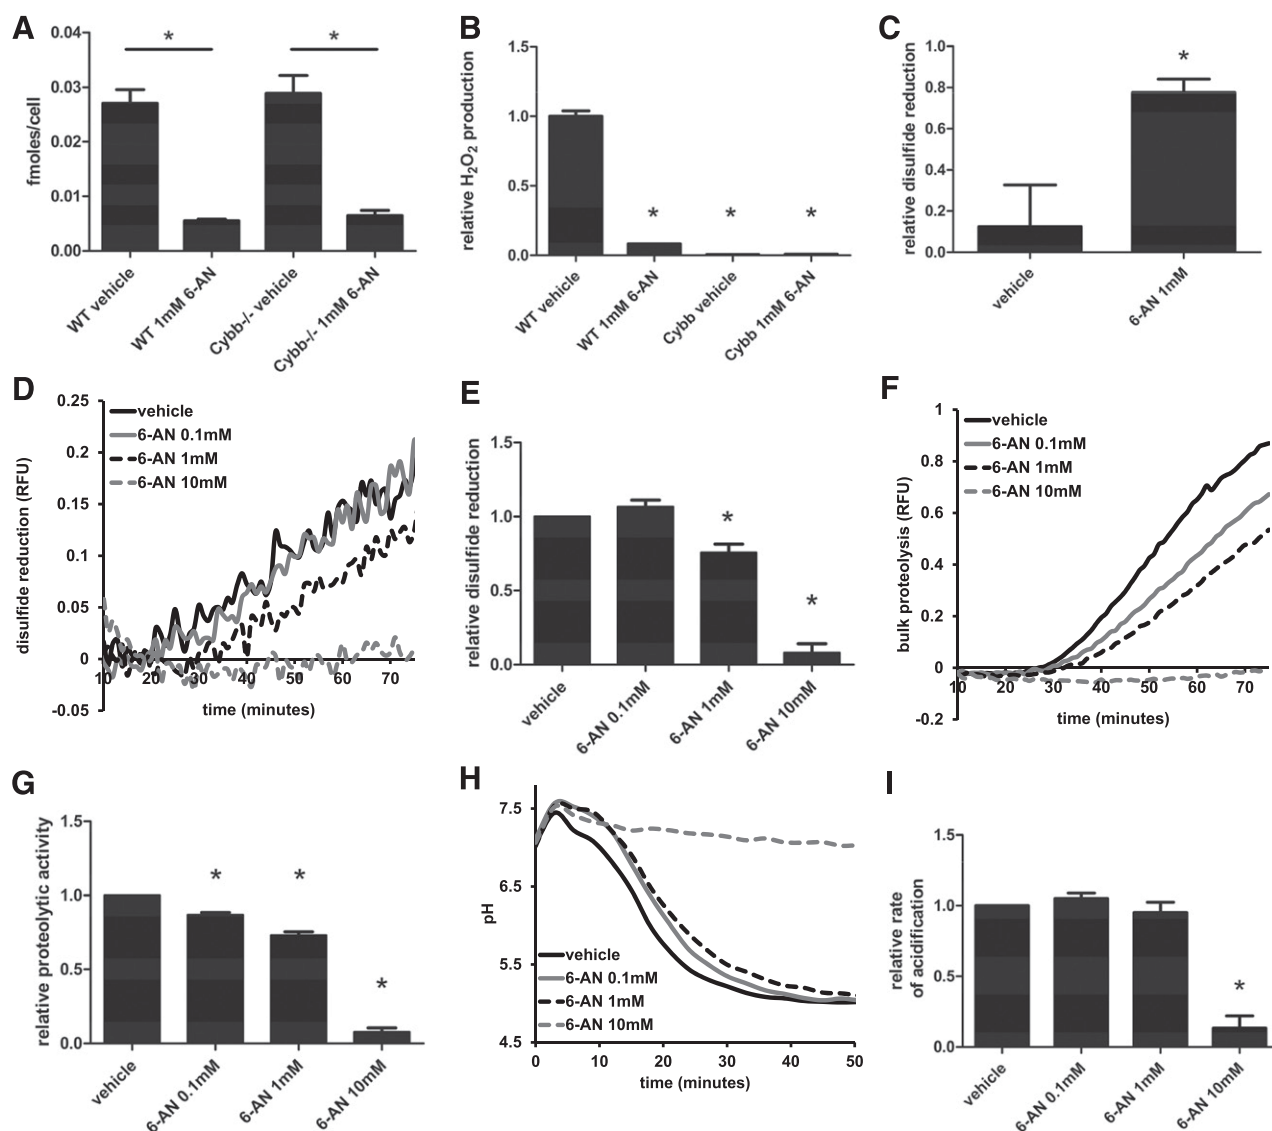 A
0.04
0.03
0.02
0.01
0.00
fmoles/cell
*
*
WT vehicle
WT 1mM 6-AN
Cybb-/- vehicle
Cybb-/- 1mM 6-AN
B
1.5
1.0
0.5
0.0
relative H₂O₂ production
*
*
*
WT vehicle
WT 1mM 6-AN
Cybb vehicle
Cybb 1mM 6-AN
C
1.0
0.8
0.6
0.4
0.2
0.0
relative disulfide reduction
*
vehicle
6-AN 1mM
D
0.25
0.2
0.15
0.1
0.05
0
-0.05
disulfide reduction (RFU)
vehicle
6-AN 0.1mM
6-AN 1mM
6-AN 10mM
10 20 30 40 50 60 70
time (minutes)
E
1.5
1.0
0.5
0.0
relative disulfide reduction
*
*
vehicle
6-AN 0.1mM
6-AN 1mM
6-AN 10mM
F
1
0.8
0.6
0.4
0.2
0
-0.2
bulk proteolysis (RFU)
vehicle
6-AN 0.1mM
6-AN 1mM
6-AN 10mM
10 20 30 40 50 60 70
time (minutes)
G
1.5
1.0
0.5
0.0
relative proteolytic activity
*
*
*
vehicle
6-AN 0.1mM
6-AN 1mM
6-AN 10mM
H
7.5
6.5
5.5
4.5
pH
vehicle
6-AN 0.1mM
6-AN 1mM
6-AN 10mM
0 10 20 30 40 50
time (minutes)
I
1.5
1.0
0.5
0.0
relative rate
of acidification
*
vehicle
6-AN 0.1mM
6-AN 1mM
6-AN 10mM